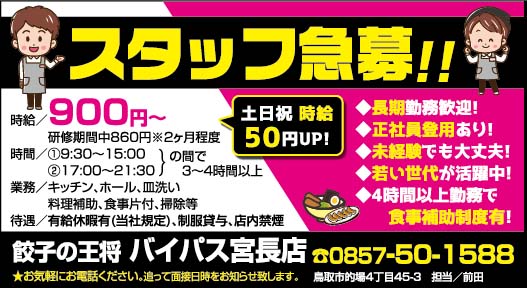 スタッフ急募!!
時給／900円～
研修期間中860円※2ヶ月程度
土日祝 時給
50円UP!
時間／①9:30～15:00
②17:00～21:30
の間で
3～4時間以上
業務／キッチン、ホール、皿洗い
料理補助、食事片付、掃除等
待遇／有給休暇有(当社規定)、制服貸与、店内禁煙
◆長期勤務歓迎!
◆正社員登用あり!
◆未経験でも大丈夫!
◆若い世代が活躍中!
◆4時間以上勤務で
食事補助制度有!
餃子の王将 バイパス宮長店 ☎0857-50-1588
★お気軽にお電話ください。追って面接日時をお知らせ致します。 鳥取市的場4丁目45-3 担当／前田